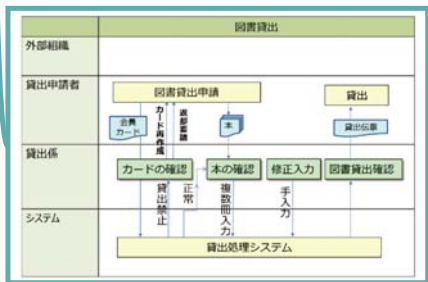 図書貸出
外部組織
貸出申請者
図書貸出申請
貸出
会員
カード
カード再作成
本
貸出伝票
貸出係
カードの確認
本の確認
修正入力
図書貸出確認
貸出禁止
正常
複数冊入力
手入力
システム
貸出処理システム